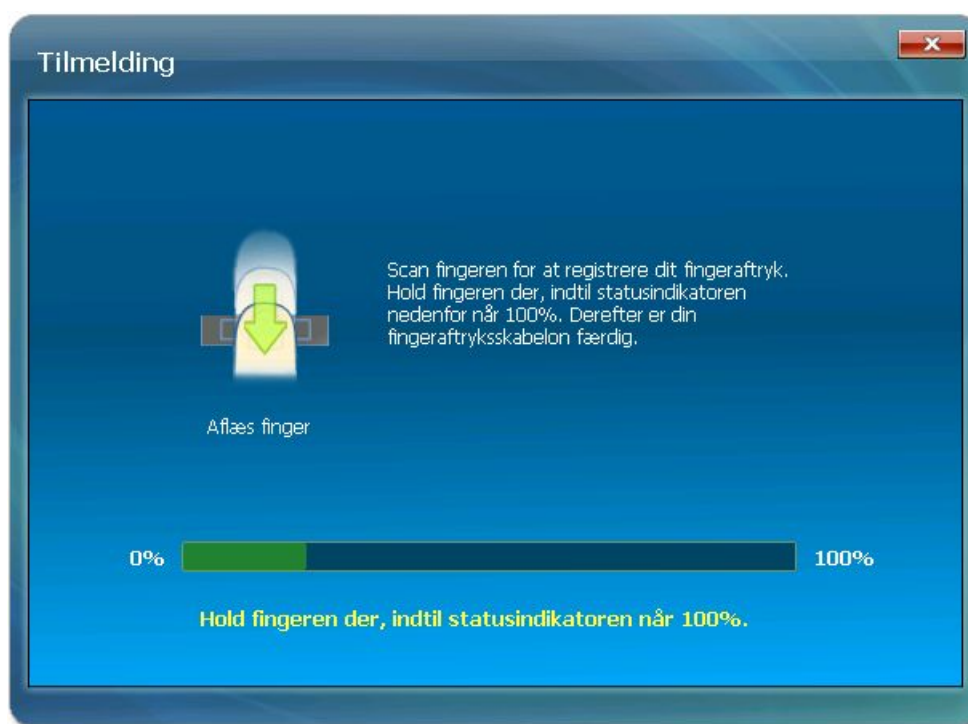 Tilmelding
Scan fingeren for at registrere dit fingeraftryk.
Hold fingeren der, indtil statusindikatoren
nedenfor når 100%. Derefter er din
fingeraftryksskabelon færdig.
Aflæs finger
0%
100%
Hold fingeren der, indtil statusindikatoren når 100%.